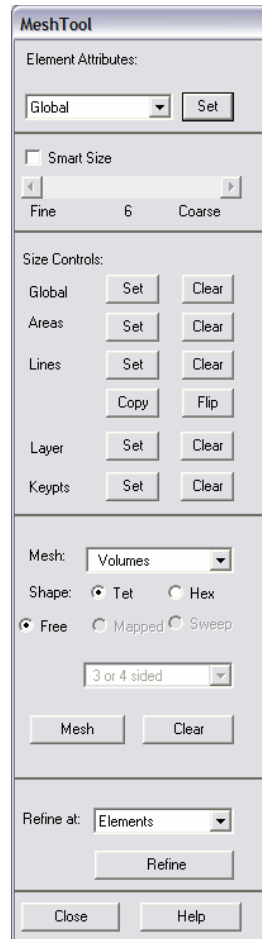 MeshTool
Element Attributes:
Global Set
Smart Size
Fine 6 Coarse
Size Controls:
Global Set Clear
Areas Set Clear
Lines Set Clear
Copy Flip
Layer Set Clear
Keypts Set Clear
Mesh: Volumes
Shape: Tet Hex
Free Mapped Sweep
3 or 4 sided
Mesh Clear
Refine at: Elements
Refine
Close Help